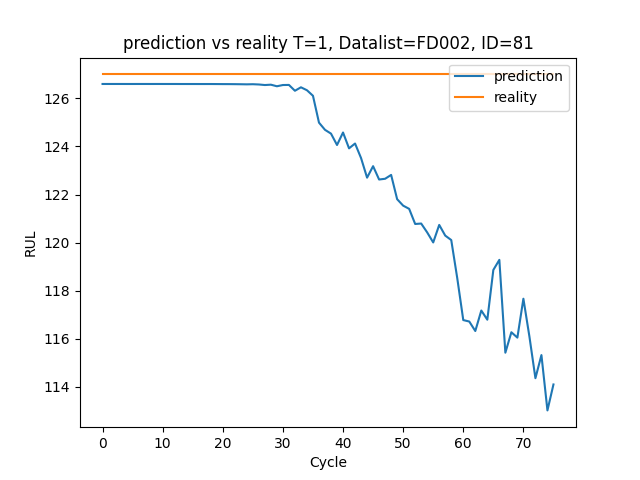 prediction vs reality T=1, Datalist=FD002, ID=81
prediction
reality
126
124
122
120
118
116
114
RUL
0 10 20 30 40 50 60 70
Cycle